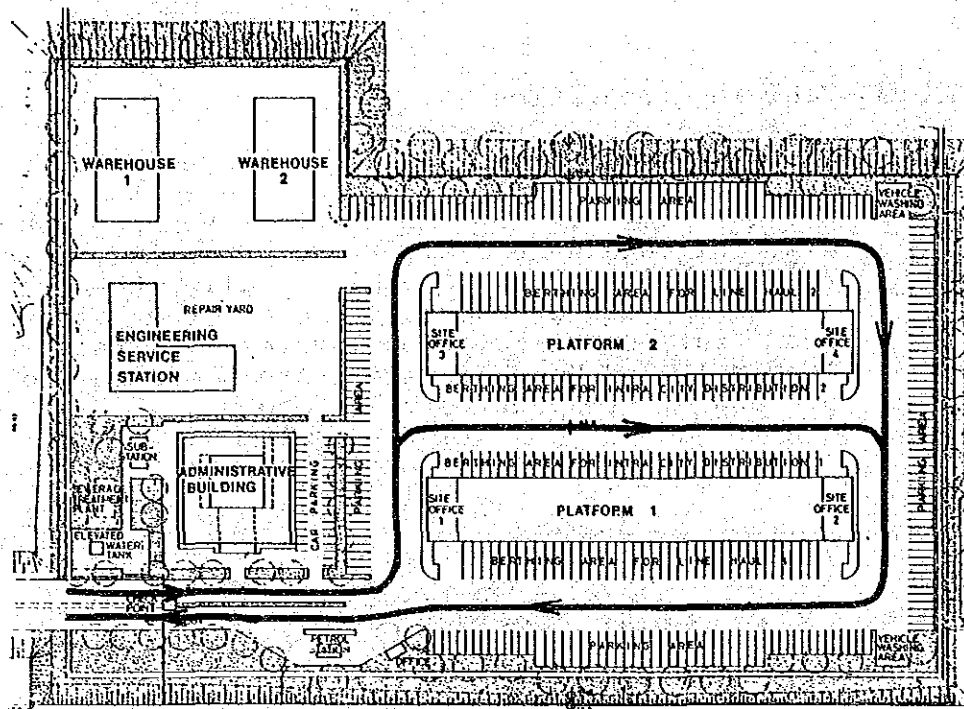 WAREHOUSE
1
WAREHOUSE
2
PARKING AREA
VEHICLE
WASHING
AREA
REPAIR YARD
ENGINEERING
SERVICE
STATION
AREA
PARKING
BERTHING AREA FOR LINE HAUL 2
SITE
OFFICE
3
PLATFORM 2
SITE
OFFICE
4
BERTHING AREA FOR INTRA CITY DISTRIBUTION 2
PARKING AREA
SUB-
STATION
ADMINISTRATIVE
BUILDING
CAR PARKING
TREATMENT
PLANT
ELEVATED
WATER
TANK
BERTHING AREA FOR INTRA CITY DISTRIBUTION 1
SITE
OFFICE
1
PLATFORM 1
SITE
OFFICE
2
BERTHING AREA FOR LINE HAUL 1
POINT
PETROL
STATION
OFFICE
PARKING AREA
VEHICLE
WASHING
AREA